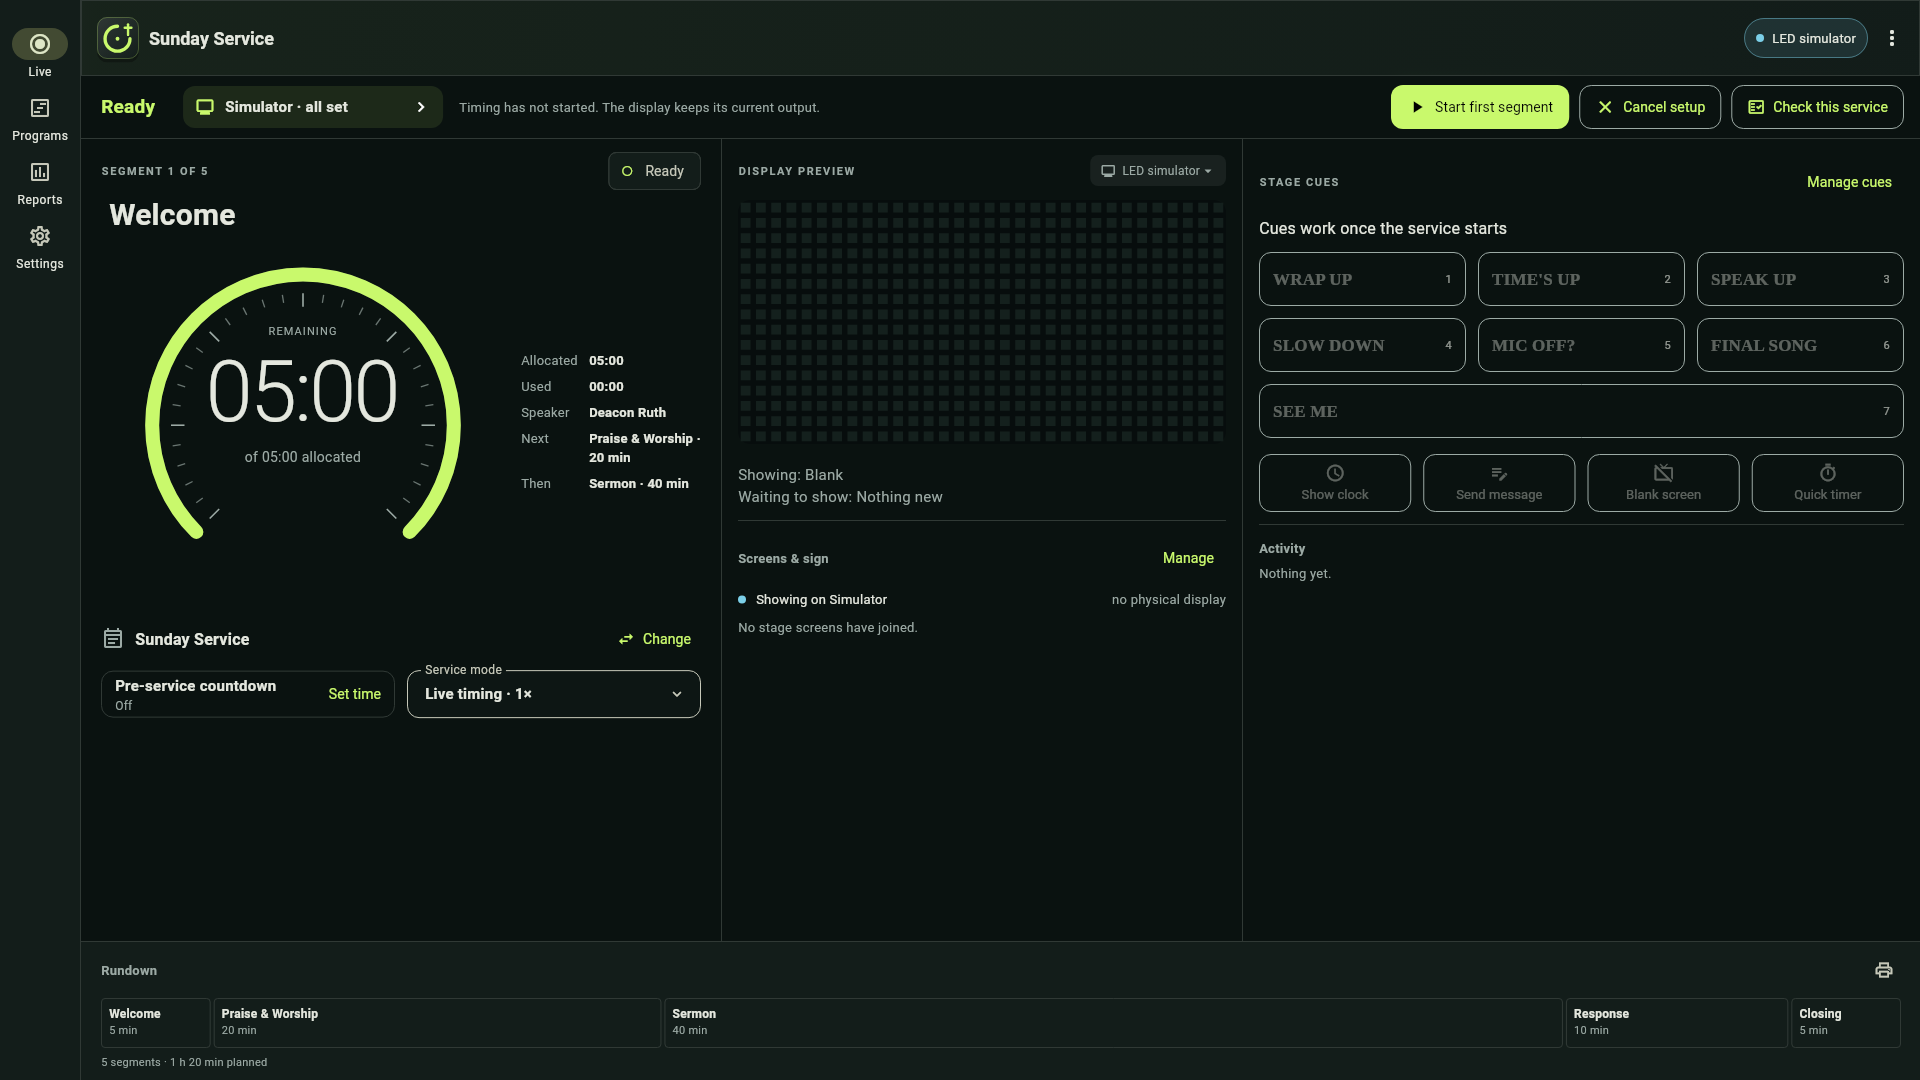 Live
Programs
Reports
Settings
Sunday Service
LED simulator
Ready
Simulator · all set
Timing has not started. The display keeps its current output.
Start first segment
Cancel setup
Check this service
SEGMENT 1 OF 5
Ready
Welcome
REMAINING
05:00
of 05:00 allocated
Allocated 05:00
Used 00:00
Speaker Deacon Ruth
Next Praise & Worship ·
20 min
Then Sermon · 40 min
Sunday Service
Change
Pre-service countdown
Off
Set time
Service mode
Live timing · 1×
DISPLAY PREVIEW
LED simulator
Showing: Blank
Waiting to show: Nothing new
Screens & sign
Manage
Showing on Simulator
no physical display
No stage screens have joined.
STAGE CUES
Manage cues
Cues work once the service starts
WRAP UP 1
TIME'S UP 2
SPEAK UP 3
SLOW DOWN 4
MIC OFF? 5
FINAL SONG 6
SEE ME 7
Show clock
Send message
Blank screen
Quick timer
Activity
Nothing yet.
Rundown
Welcome
5 min
Praise & Worship
20 min
Sermon
40 min
Response
10 min
Closing
5 min
5 segments · 1 h 20 min planned